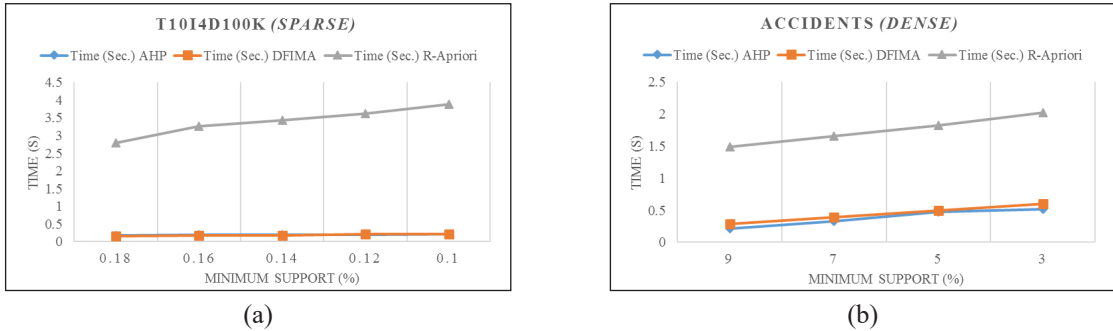 T10I4D100K (SPARSE)
Time (Sec.) AHP Time (Sec.) DFIMA Time (Sec.) R-Apriori
4.5
4
3.5
3
2.5
2
1.5
1
0.5
0
TIME (S)
0.18 0.16 0.14 0.12 0.1
MINIMUM SUPPORT (%)
(a)
ACCIDENTS (DENSE)
Time (Sec.) AHP Time (Sec.) DFIMA Time (Sec.) R-Apriori
2.5
2
1.5
1
0.5
0
TIME (S)
9 7 5 3
MINIMUM SUPPORT (%)
(b)